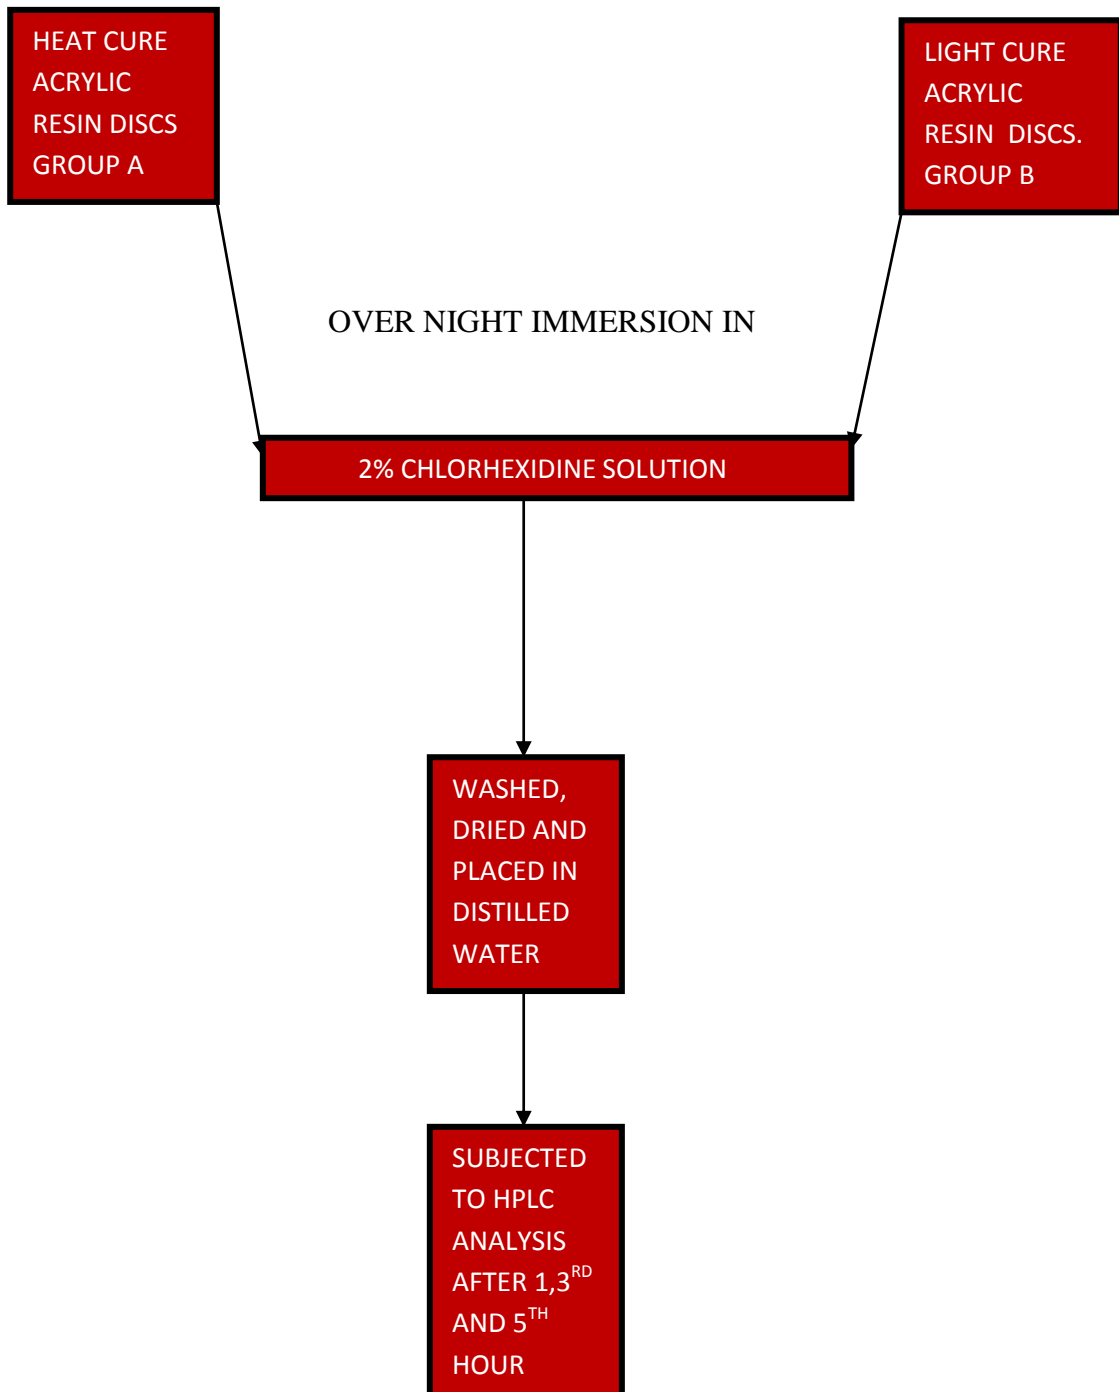 HEAT CURE
ACRYLIC
RESIN DISCS
GROUP A
LIGHT CURE
ACRYLIC
RESIN  DISCS.
GROUP B
OVER NIGHT IMMERSION IN
2% CHLORHEXIDINE SOLUTION
WASHED,
DRIED AND
PLACED IN
DISTILLED
WATER
SUBJECTED
TO HPLC
ANALYSIS
AFTER 1,3RD
AND 5TH
HOUR